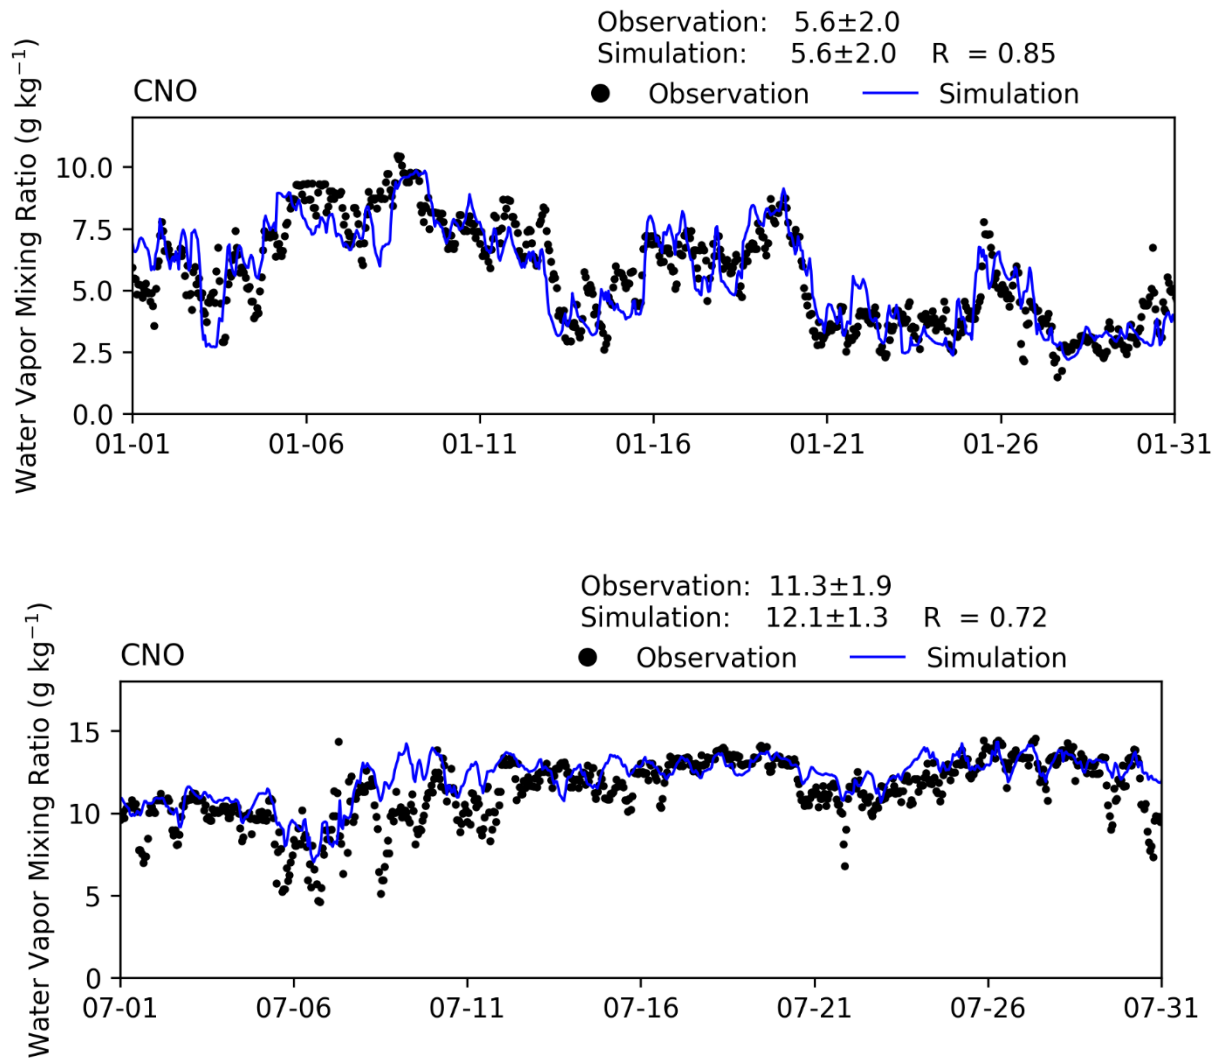 Observation: 5.6±2.0
Simulation: 5.6±2.0 R = 0.85
CNO
Observation Simulation
Water Vapor Mixing Ratio (g kg⁻¹)
10.0
7.5
5.0
2.5
0.0
01-01 01-06 01-11 01-16 01-21 01-26 01-31
Observation: 11.3±1.9
Simulation: 12.1±1.3 R = 0.72
CNO
Observation Simulation
Water Vapor Mixing Ratio (g kg⁻¹)
15
10
5
0
07-01 07-06 07-11 07-16 07-21 07-26 07-31